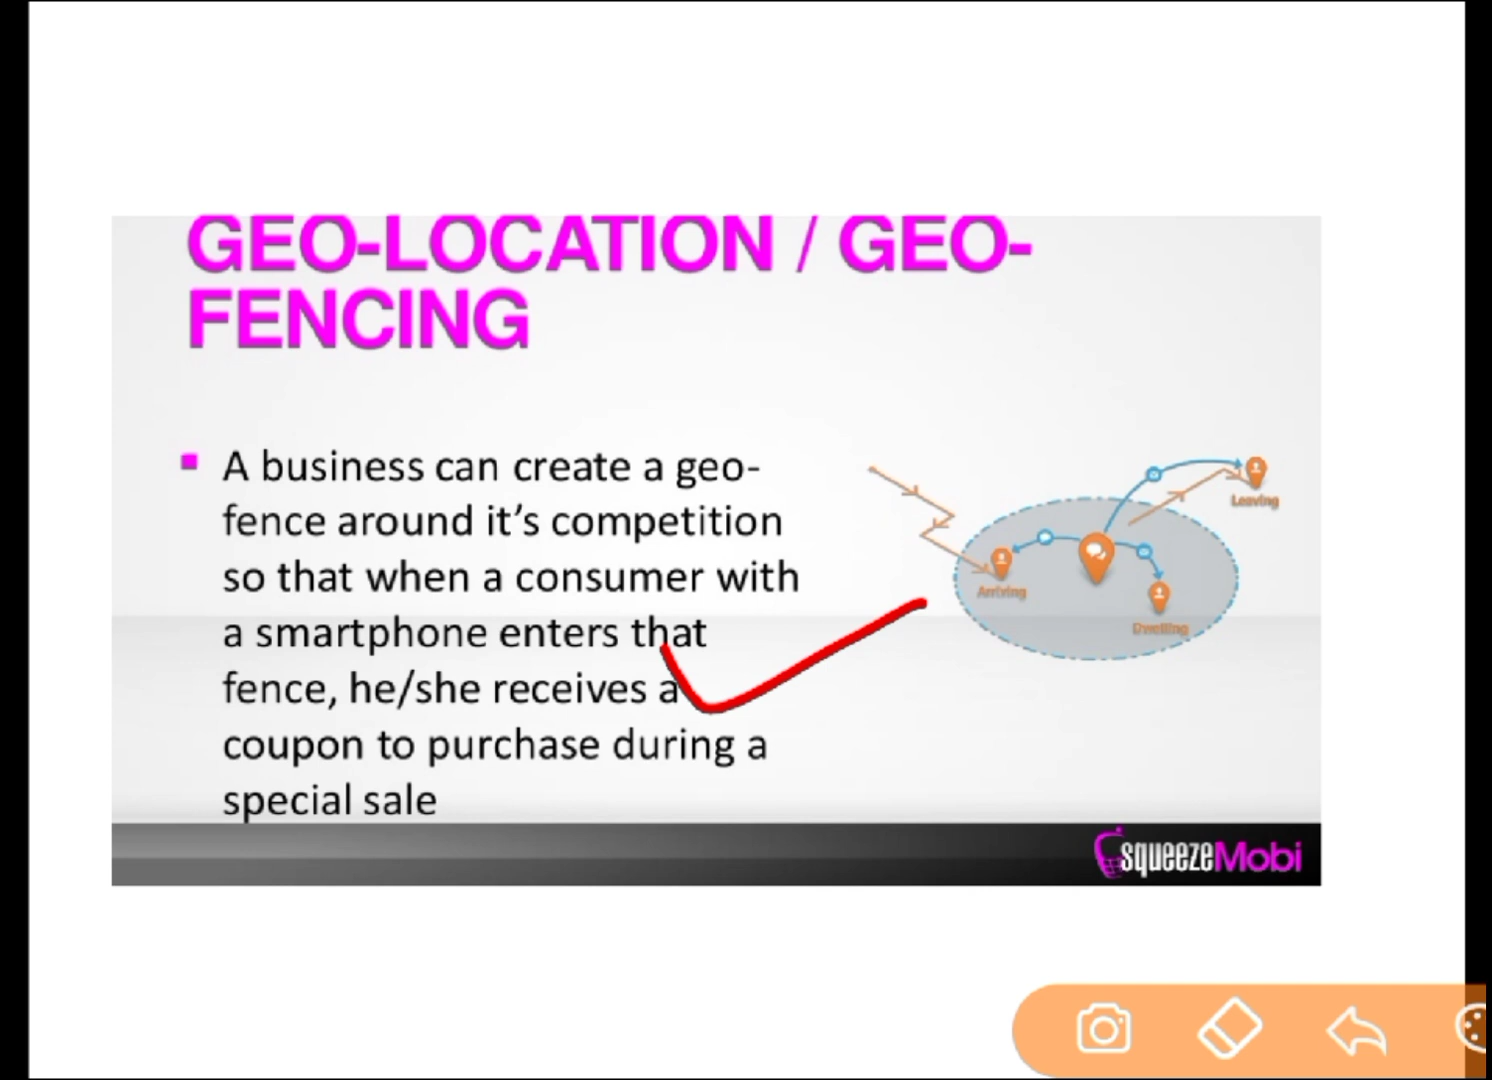 GEO-LOCATION / GEO-
FENCING
A business can create a geo-
fence around it’s competition
so that when a consumer with
a smartphone enters that
fence, he/she receives a
coupon to purchase during a
special sale
Leaving
Arriving
Dwelling
squeezeMobi